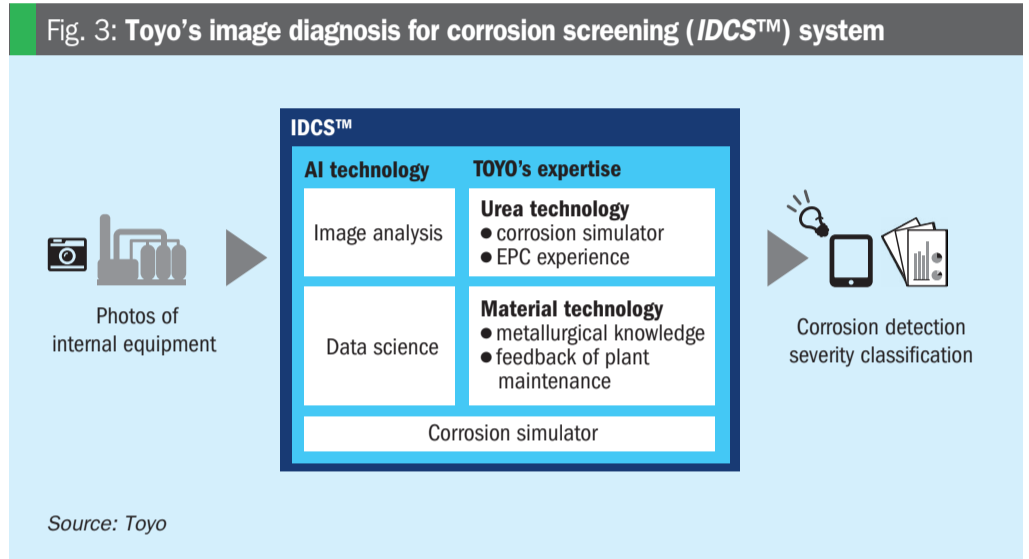 Fig. 3: Toyo's image diagnosis for corrosion screening (IDCS™) system
Photos of
internal equipment
IDCS™
AI technology
Image analysis
Data science
TOYO's expertise
Urea technology
● corrosion simulator
● EPC experience
Material technology
● metallurgical knowledge
● feedback of plant
maintenance
Corrosion simulator
Corrosion detection
severity classification
Source: Toyo